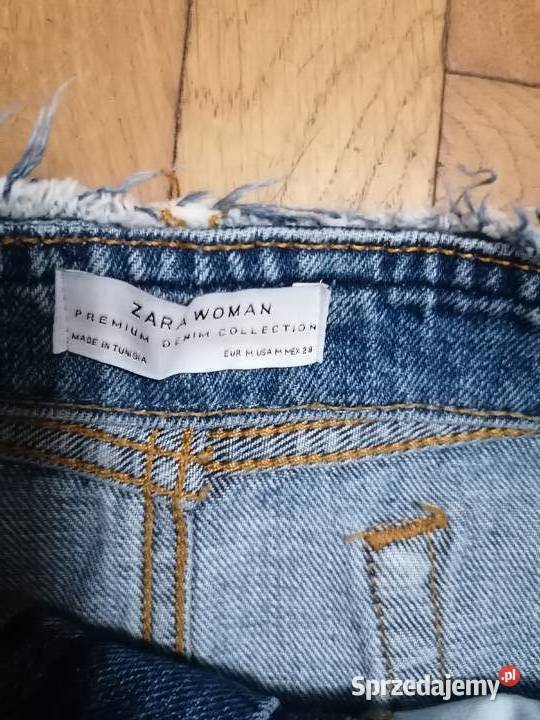 ZARA WOMAN
PREMIUM DENIM COLLECTION
MADE IN TUNISIA
EUR M USA M MEX 28
Sprzedajemy.pl